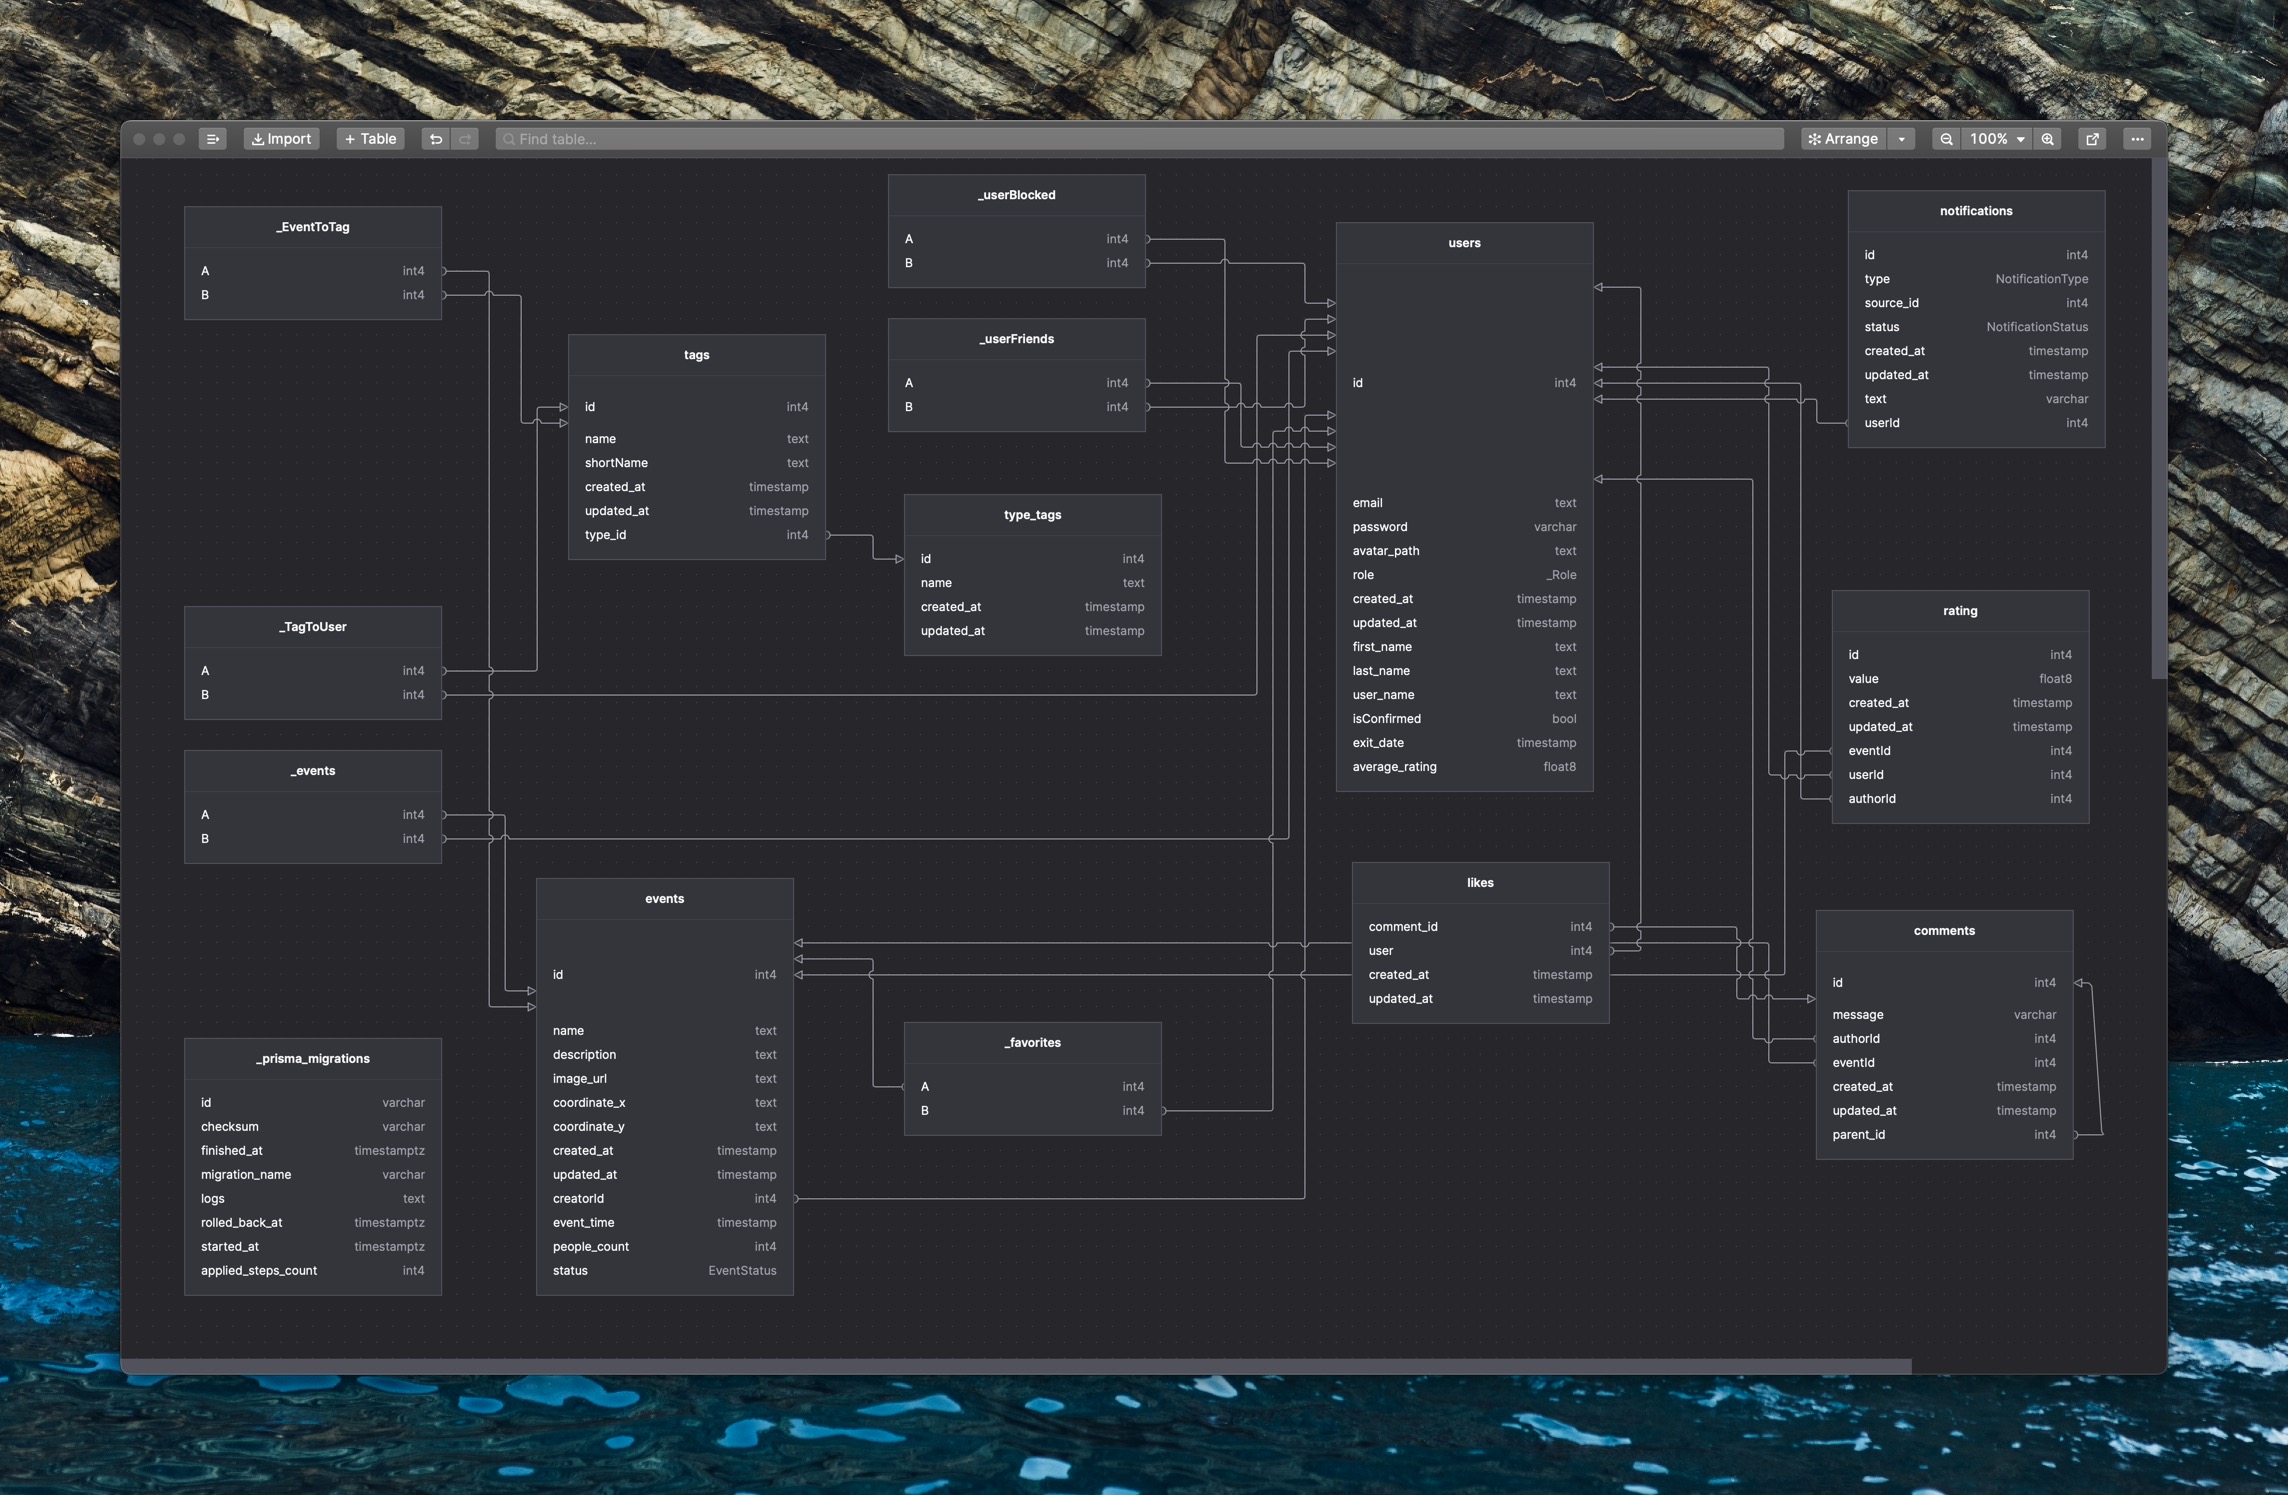 Import
+ Table
Find table...
Arrange
100%
_EventToTag
A int4
B int4
_TagToUser
A int4
B int4
_events
A int4
B int4
_prisma_migrations
id varchar
checksum varchar
finished_at timestamptz
migration_name varchar
logs text
rolled_back_at timestamptz
started_at timestamptz
applied_steps_count int4
tags
id int4
name text
shortName text
created_at timestamp
updated_at timestamp
type_id int4
events
id int4
name text
description text
image_url text
coordinate_x text
coordinate_y text
created_at timestamp
updated_at timestamp
creatorId int4
event_time timestamp
people_count int4
status EventStatus
_userBlocked
A int4
B int4
_userFriends
A int4
B int4
type_tags
id int4
name text
created_at timestamp
updated_at timestamp
_favorites
A int4
B int4
users
id int4
email text
password varchar
avatar_path text
role _Role
created_at timestamp
updated_at timestamp
first_name text
last_name text
user_name text
isConfirmed bool
exit_date timestamp
average_rating float8
likes
comment_id int4
user int4
created_at timestamp
updated_at timestamp
notifications
id int4
type NotificationType
source_id int4
status NotificationStatus
created_at timestamp
updated_at timestamp
text varchar
userId int4
rating
id int4
value float8
created_at timestamp
updated_at timestamp
eventId int4
userId int4
authorId int4
comments
id int4
message varchar
authorId int4
eventId int4
created_at timestamp
updated_at timestamp
parent_id int4